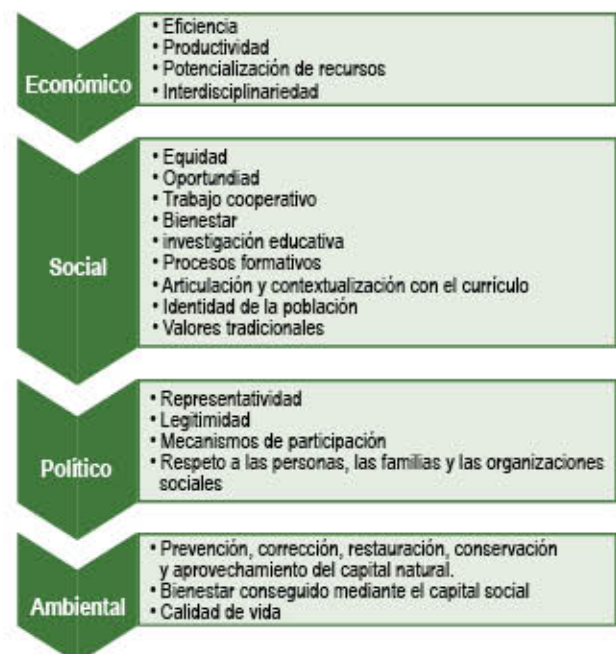 Económico
• Eficiencia
• Productividad
• Potencialización de recursos
• Interdisciplinariedad
Social
• Equidad
• Oportundiad
• Trabajo cooperativo
• Bienestar
• investigación educativa
• Procesos formativos
• Articulación y contextualización con el currículo
• Identidad de la población
• Valores tradicionales
Político
• Representatividad
• Legitimidad
• Mecanismos de participación
• Respeto a las personas, las familias y las organizaciones
sociales
Ambiental
• Prevención, corrección, restauración, conservación
y aprovechamiento del capital natural.
• Bienestar conseguido mediante el capital social
• Calidad de vida